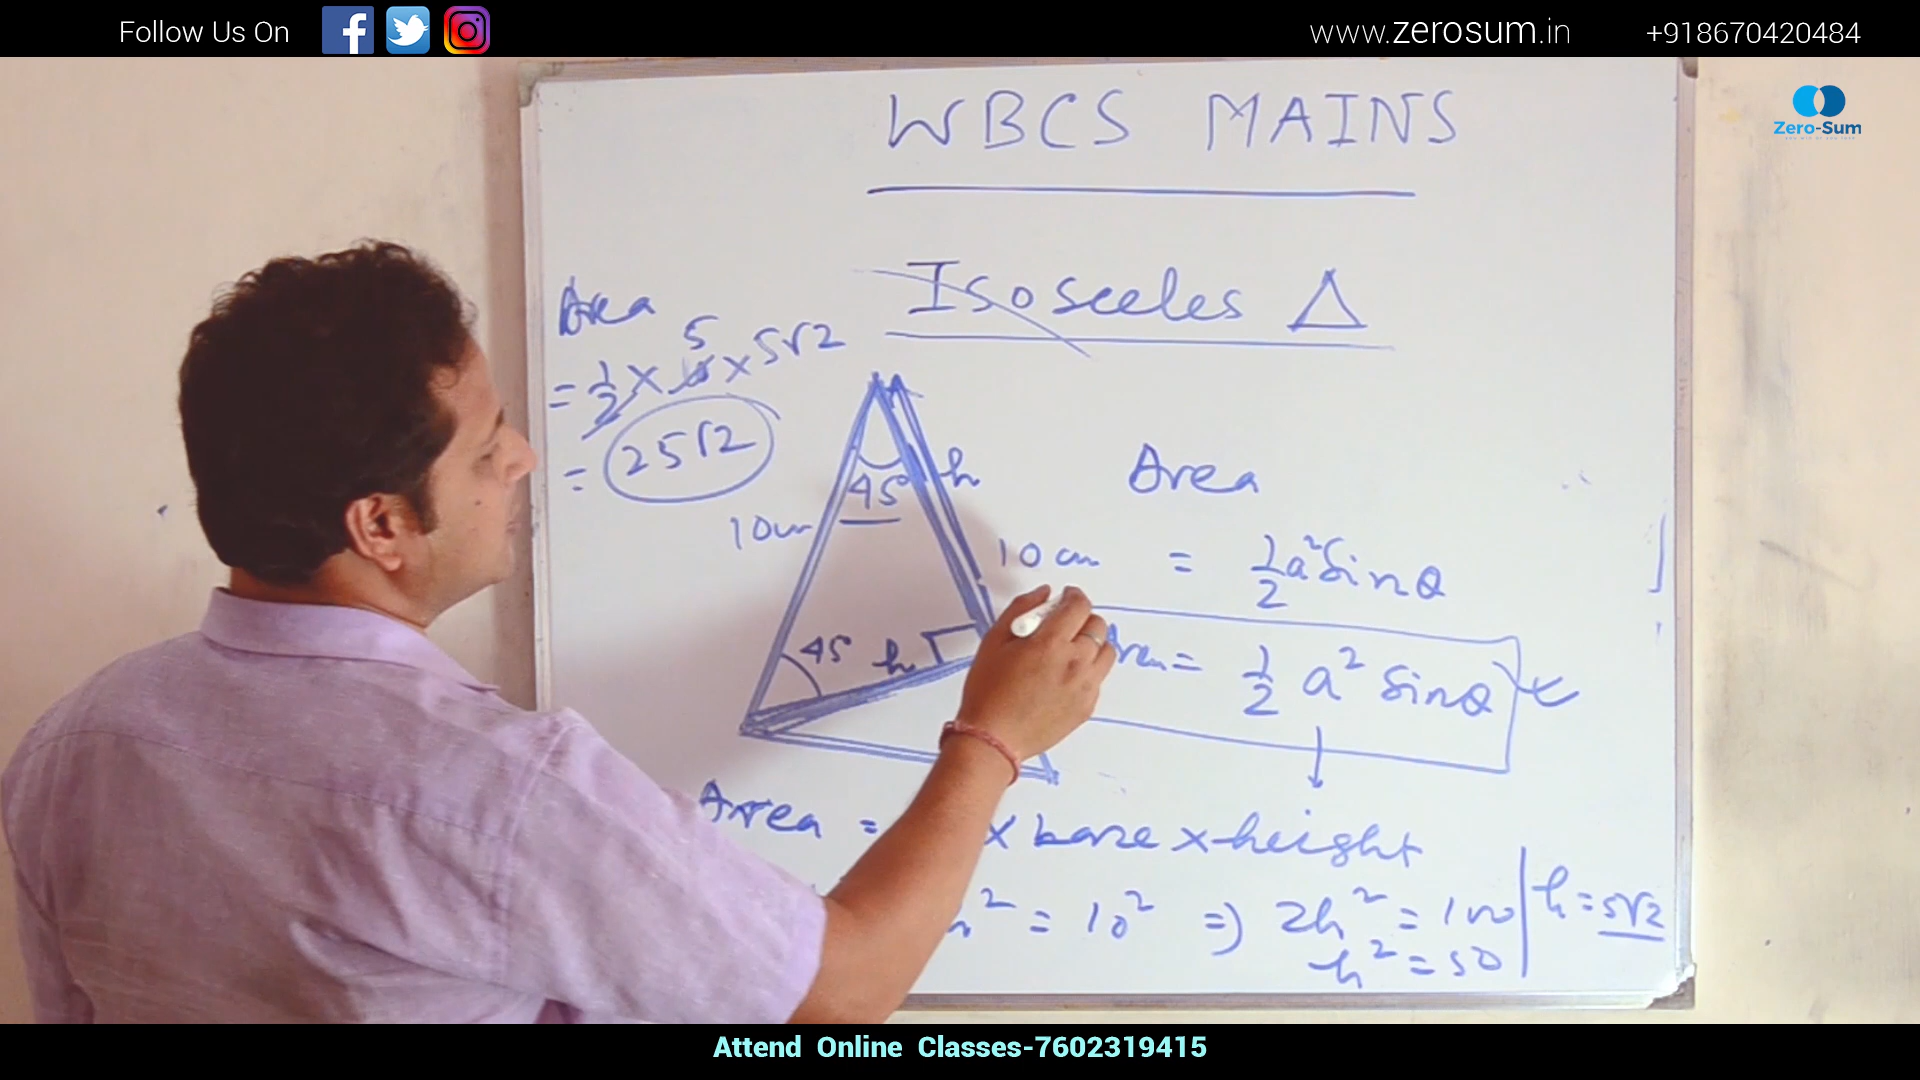 Follow Us On
www.zerosum.in
+918670420484
Zero-Sum
WBCS MAINS
Isosceles Δ
Area
= 1/2 × 5 × 5√2
= 25√2
45°
h
10cm
10 cm
45
h
Area
= 1/2 a² Sinθ
Area = 1/2 a² Sinθ
Area = × base × height
h² = 10² => 2h² = 100 | h = 5√2
h² = 50
Attend Online Classes-7602319415